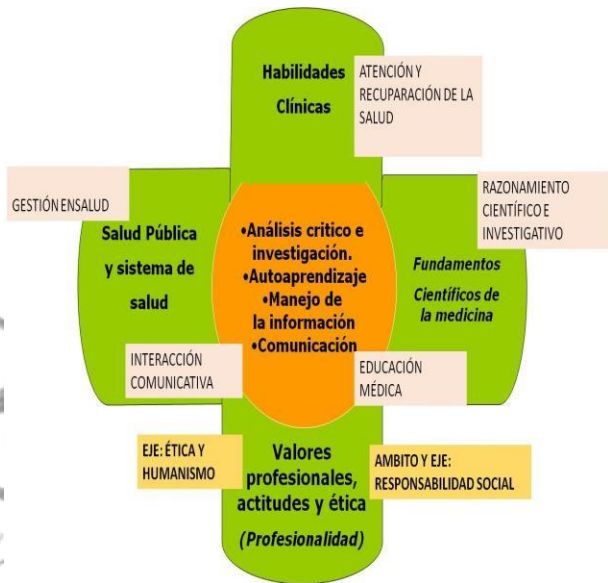 Habilidades
Clínicas
ATENCIÓN Y
RECUPARACIÓN DE LA
SALUD
GESTIÓN ENSALUD
Salud Pública
y sistema de
salud
•Análisis critico e
investigación.
•Autoaprendizaje
•Manejo de
la información
•Comunicación
RAZONAMIENTO
CIENTÍFICO E
INVESTIGATIVO
Fundamentos
Científicos de
la medicina
INTERACCIÓN
COMUNICATIVA
EDUCACIÓN
MÉDICA
EJE: ÉTICA Y
HUMANISMO
Valores
profesionales,
actitudes y ética
(Profesionalidad)
AMBITO Y EJE:
RESPONSABILIDAD SOCIAL